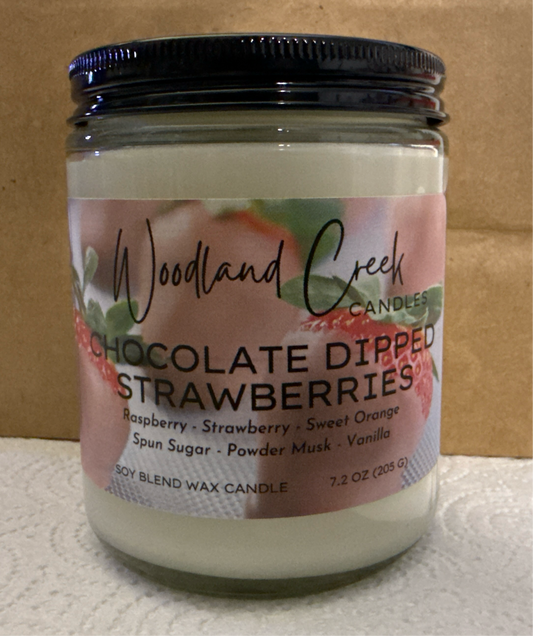 Woodland Creek
CANDLES
CHOCOLATE DIPPED
STRAWBERRIES
Raspberry - Strawberry - Sweet Orange
Spun Sugar - Powder Musk - Vanilla
SOY BLEND WAX CANDLE 7.2 OZ (205 G)